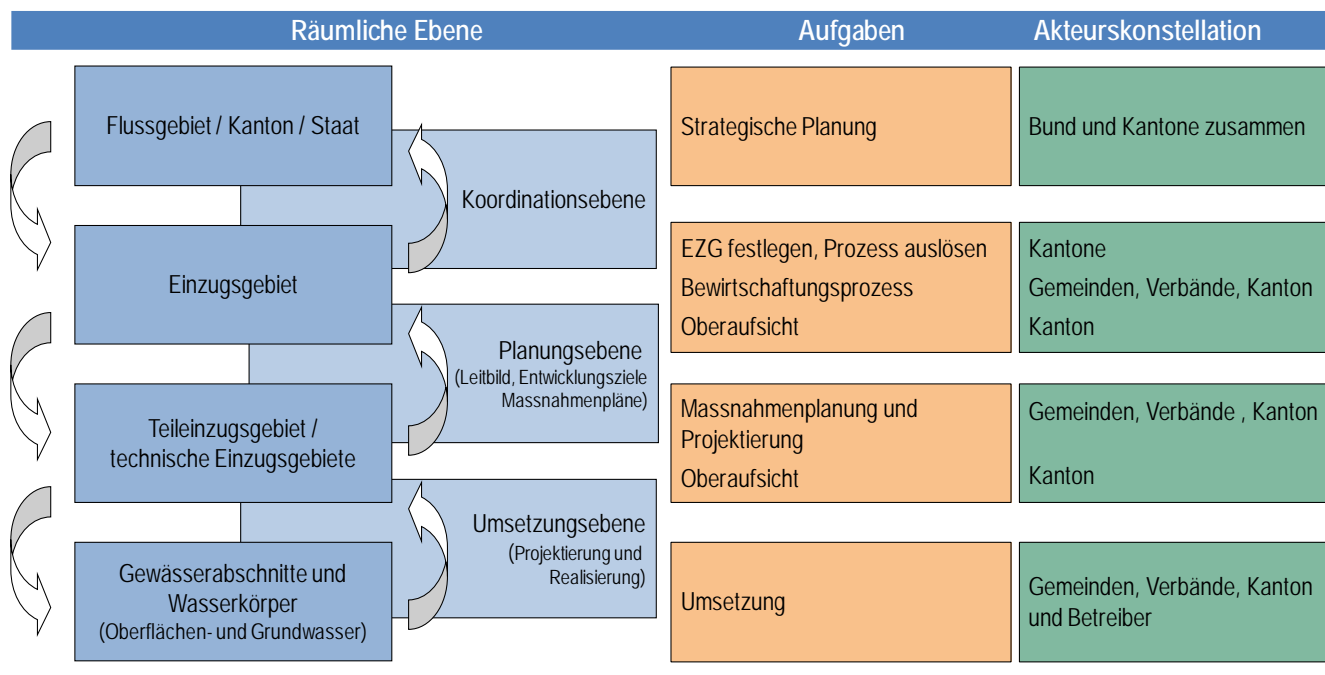 Räumliche Ebene
Aufgaben
Akteurskonstellation
Flussgebiet / Kanton / Staat
Strategische Planung
Bund und Kantone zusammen
Koordinationsebene
Einzugsgebiet
EZG festlegen, Prozess auslösen
Bewirtschaftungsprozess
Oberaufsicht
Kantone
Gemeinden, Verbände, Kanton
Kanton
Planungsebene
(Leitbild, Entwicklungsziele
Massnahmenpläne)
Teileinzugsgebiet /
technische Einzugsgebiete
Massnahmenplanung und
Projektierung
Oberaufsicht
Gemeinden, Verbände , Kanton
Kanton
Umsetzungsebene
(Projektierung und
Realisierung)
Gewässerabschnitte und
Wasserkörper
(Oberflächen- und Grundwasser)
Umsetzung
Gemeinden, Verbände, Kanton
und Betreiber